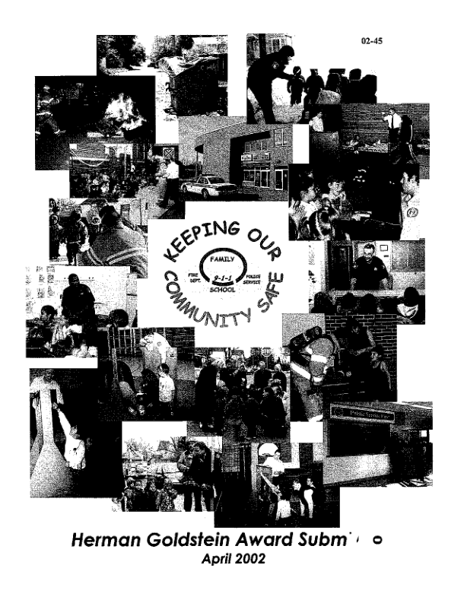 02-45
KEEPING OUR
FAMILY
FIRE DEPT. 9-1-1 POLICE SERVICE
SCHOOL
COMMUNITY SAFE
Herman Goldstein Award Subm
April 2002